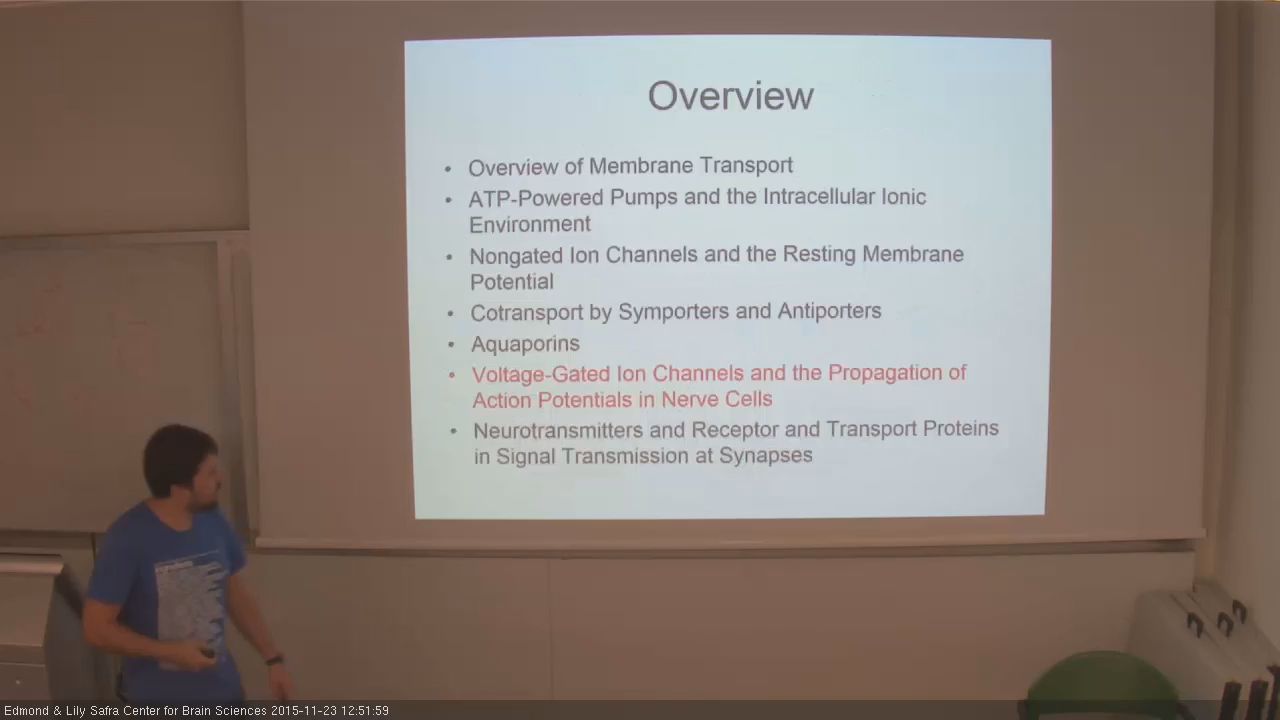 Overview
• Overview of Membrane Transport
• ATP-Powered Pumps and the Intracellular Ionic
Environment
• Nongated Ion Channels and the Resting Membrane
Potential
• Cotransport by Symporters and Antiporters
• Aquaporins
• Voltage-Gated Ion Channels and the Propagation of
Action Potentials in Nerve Cells
• Neurotransmitters and Receptor and Transport Proteins
in Signal Transmission at Synapses
Edmond & Lily Safra Center for Brain Sciences 2015-11-23 12:51:59